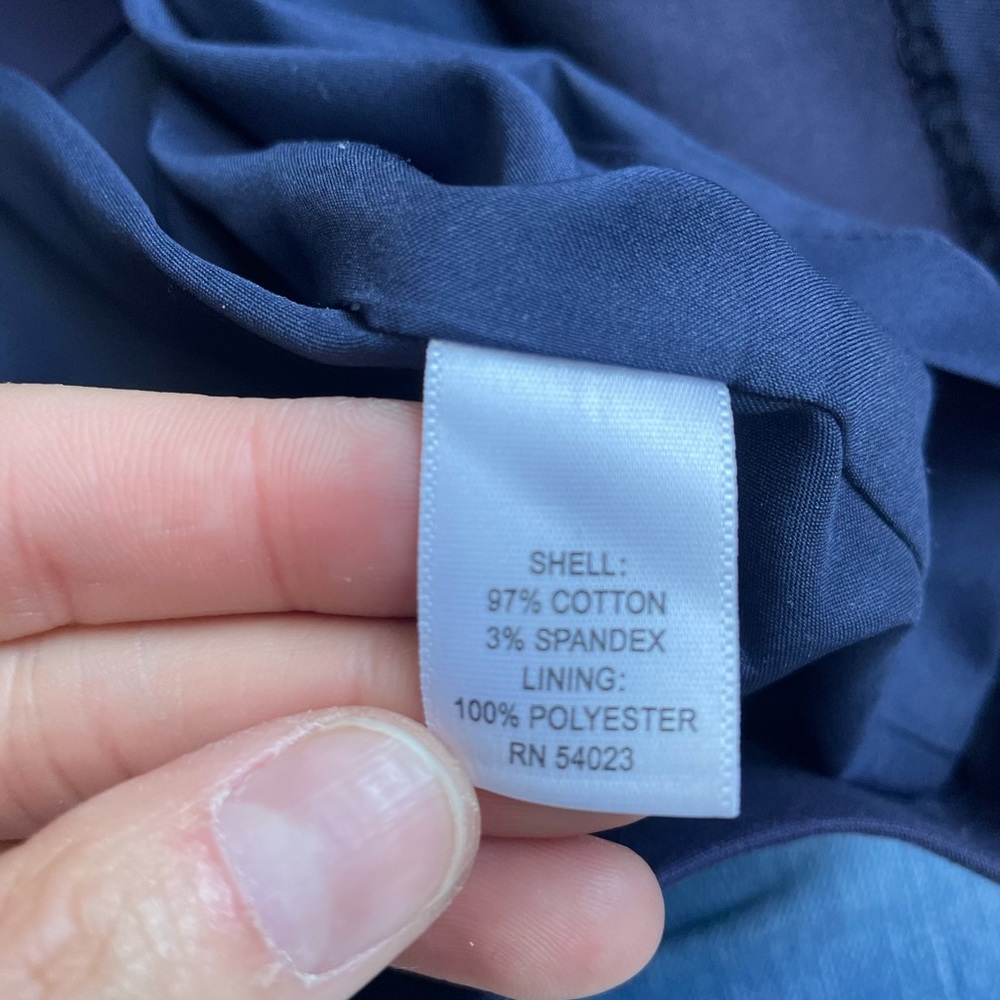 SHELL:
97% COTTON
3% SPANDEX
LINING:
100% POLYESTER
RN 54023